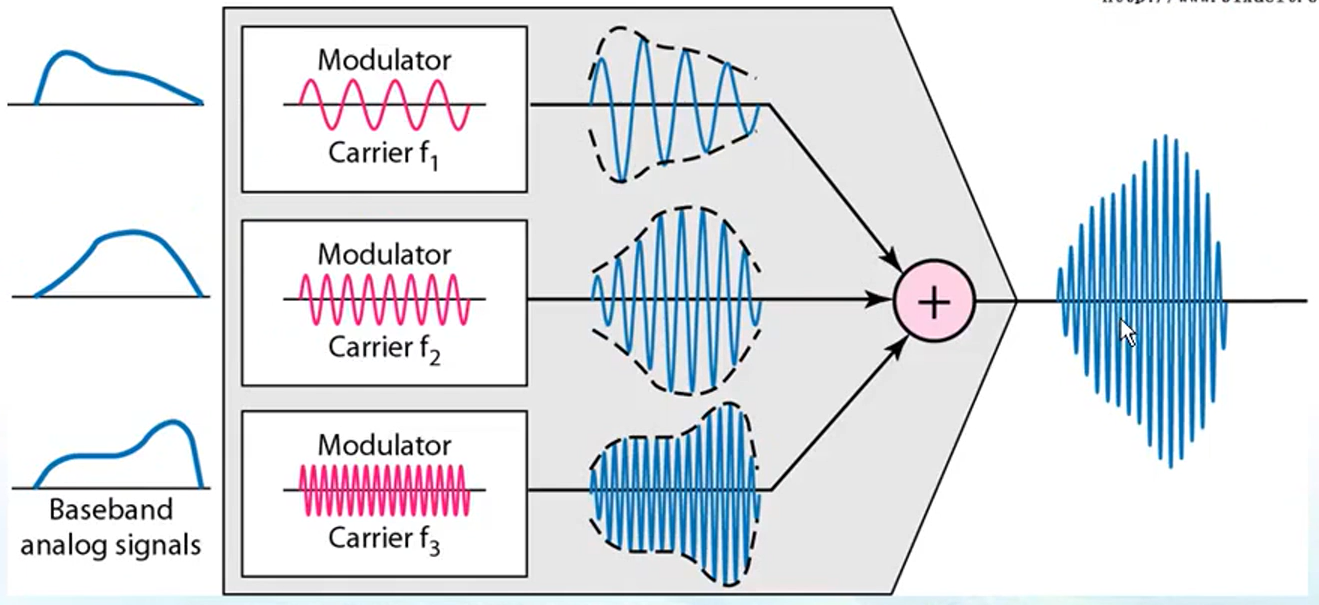 Modulator
Carrier f1
Modulator
Carrier f2
+
Modulator
Carrier f3
Baseband
analog signals